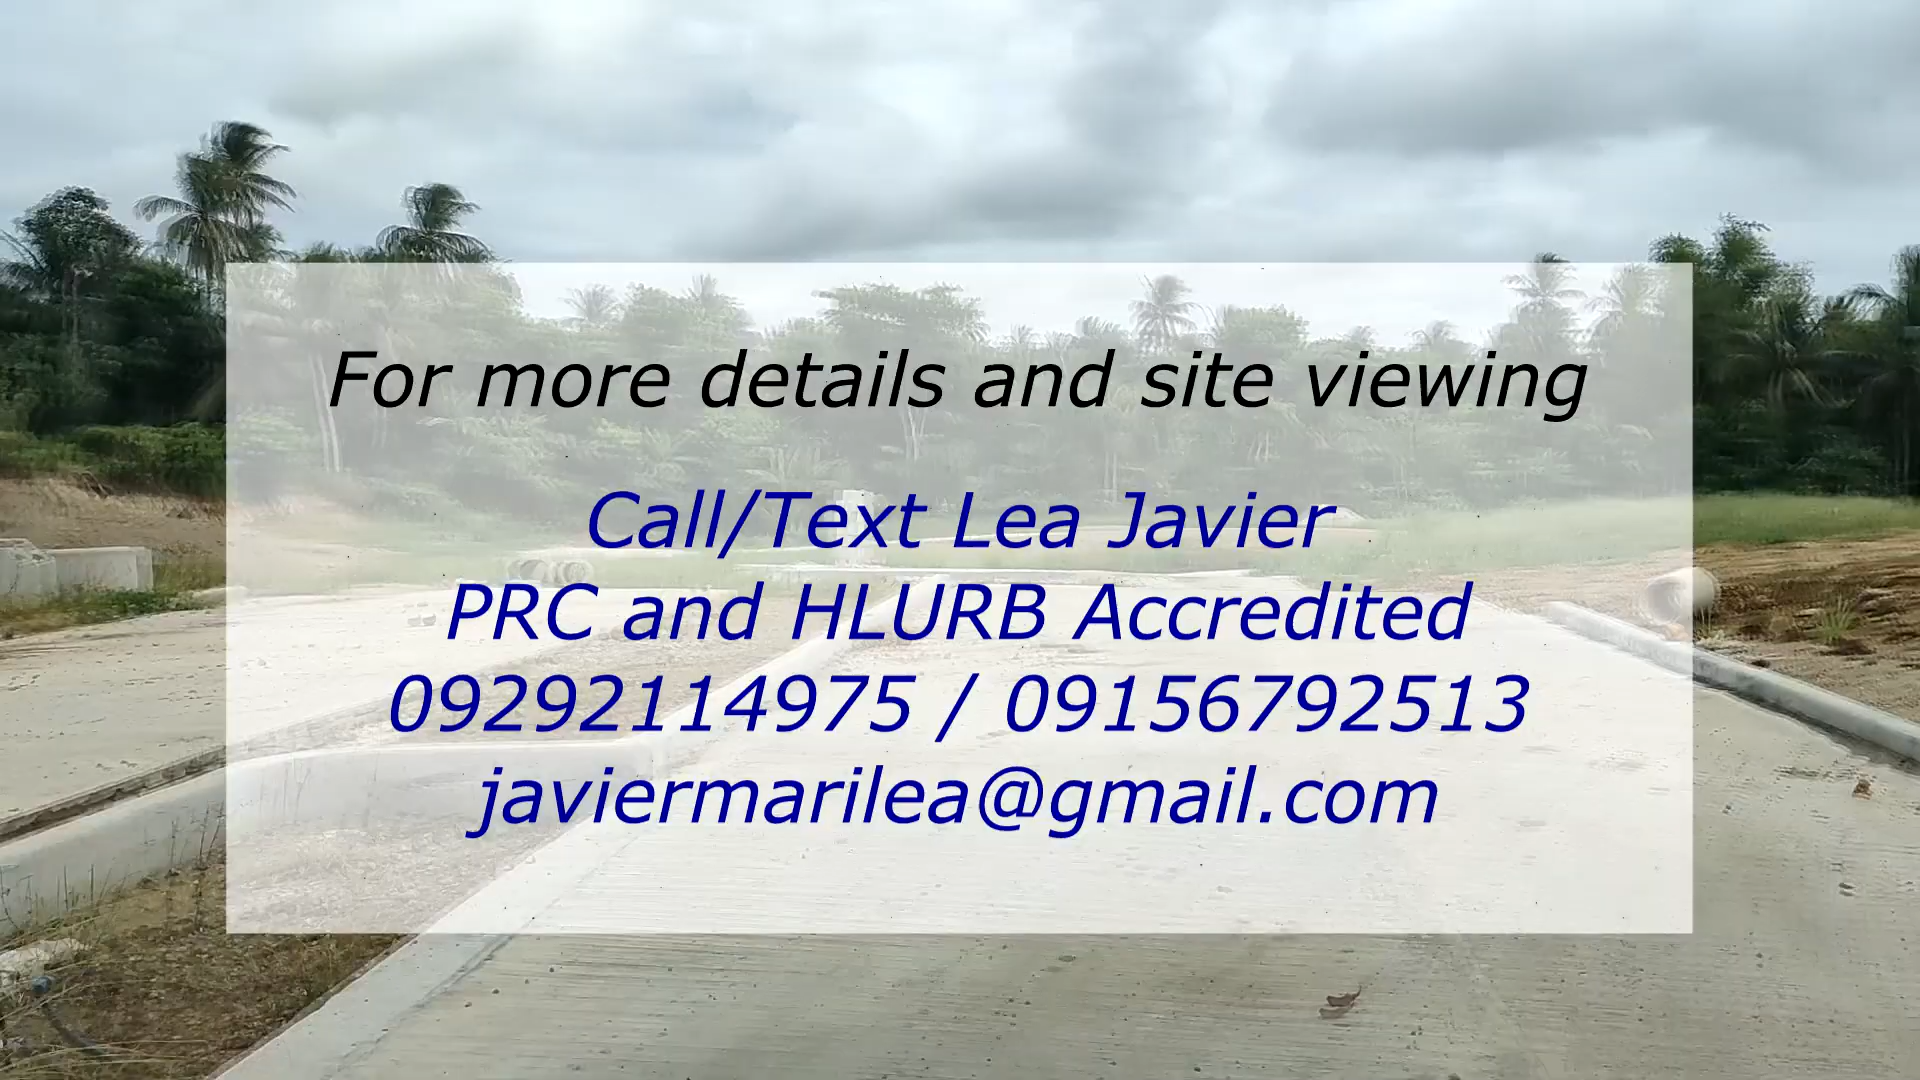 For more details and site viewing
Call/Text Lea Javier
PRC and HLURB Accredited
09292114975 / 09156792513
javiermarilea@gmail.com